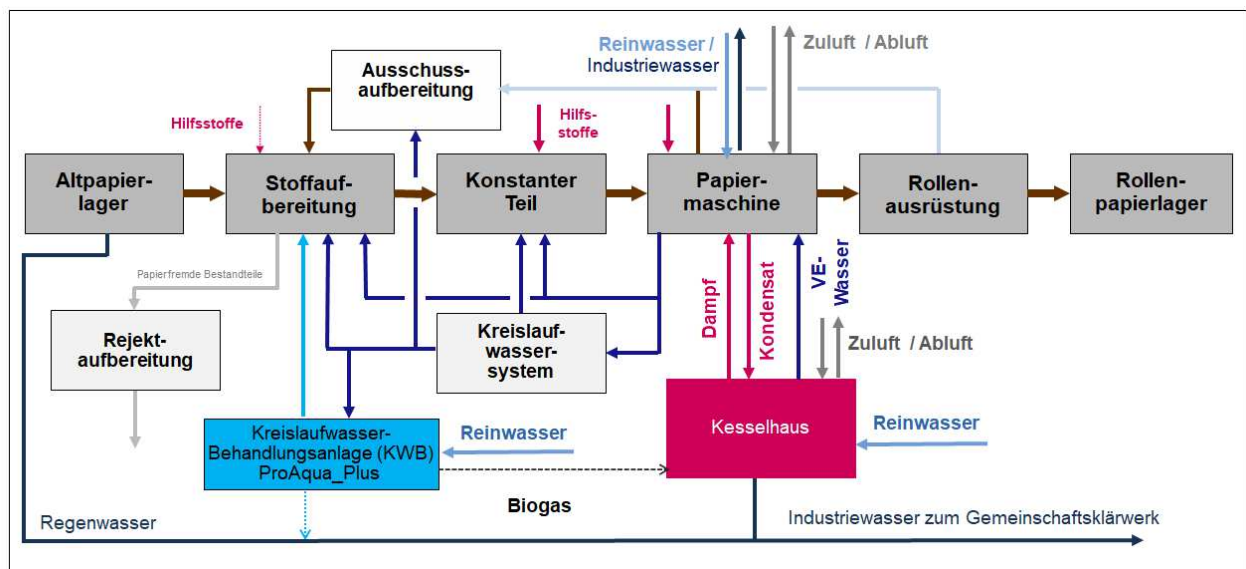 Reinwasser /
Industriewasser
Zuluft / Abluft
Ausschuss-
aufbereitung
Hilfsstoffe
Hilfs-
stoffe
Altpapier-
lager
Stoffauf-
bereitung
Konstanter
Teil
Papier-
maschine
Rollen-
ausrüstung
Rollen-
papierlager
Papierfremde Bestandteile
Rejekt-
aufbereitung
Kreislauf-
wasser-
system
Dampf
Kondensat
VE-
Wasser
Zuluft / Abluft
Kreislaufwasser-
Behandlungsanlage (KWB)
ProAqua_Plus
Reinwasser
Kesselhaus
Reinwasser
Biogas
Regenwasser
Industriewasser zum Gemeinschaftsklärwerk